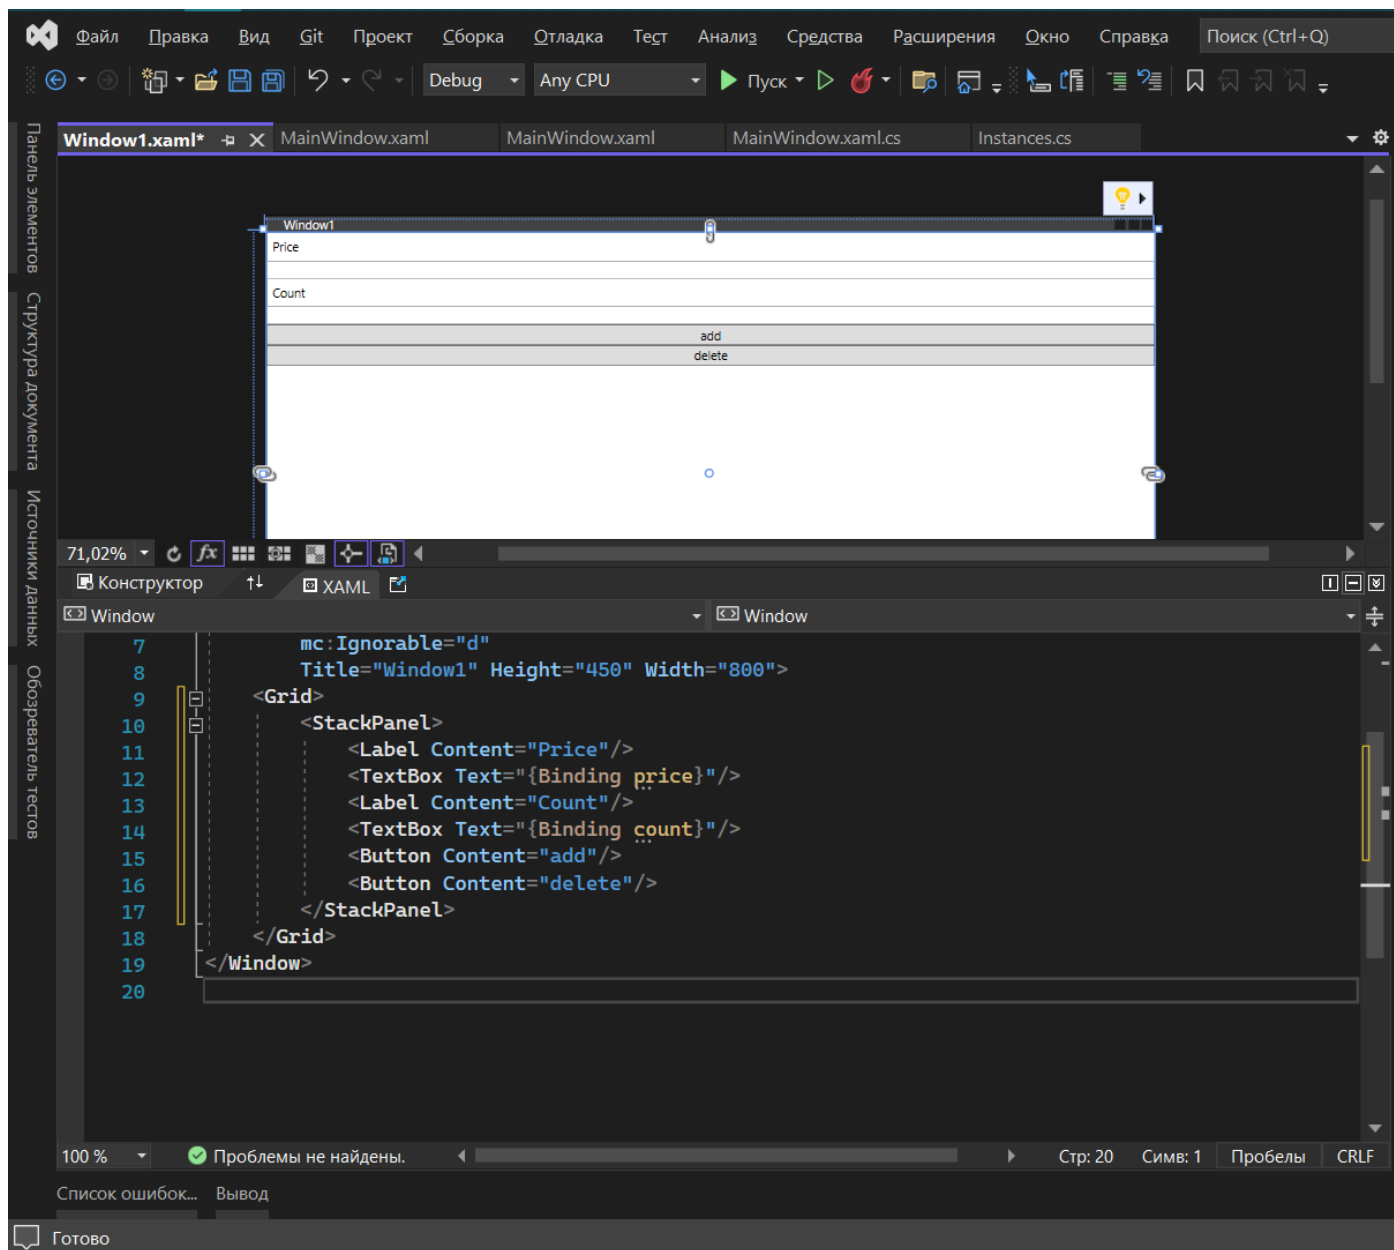 Файл Правка Вид Git Проект Сборка Отладка Тест Анализ Средства Расширения Окно Справка Поиск (Ctrl+Q)
Debug Any CPU Пуск
Window1.xaml* MainWindow.xaml MainWindow.xaml MainWindow.xaml.cs Instances.cs
Панель элементов
Структура документа
Источники данных
Обозреватель тестов
Window1
Price
Count
add
delete
71,02% fx
Конструктор XAML
Window Window
7 mc:Ignorable="d"
8 Title="Window1" Height="450" Width="800">
9 <Grid>
10 <StackPanel>
11 <Label Content="Price"/>
12 <TextBox Text="{Binding price}"/>
13 <Label Content="Count"/>
14 <TextBox Text="{Binding count}"/>
15 <Button Content="add"/>
16 <Button Content="delete"/>
17 </StackPanel>
18 </Grid>
19 </Window>
20
100 % Проблемы не найдены. Стр: 20 Симв: 1 Пробелы CRLF
Список ошибок... Вывод
Готово